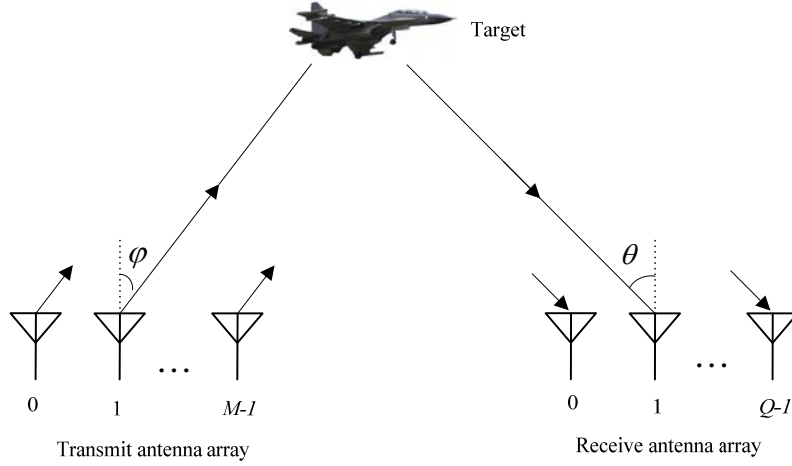 Target
φ
θ
0
1
...
M-1
0
1
...
Q-1
Transmit antenna array
Receive antenna array